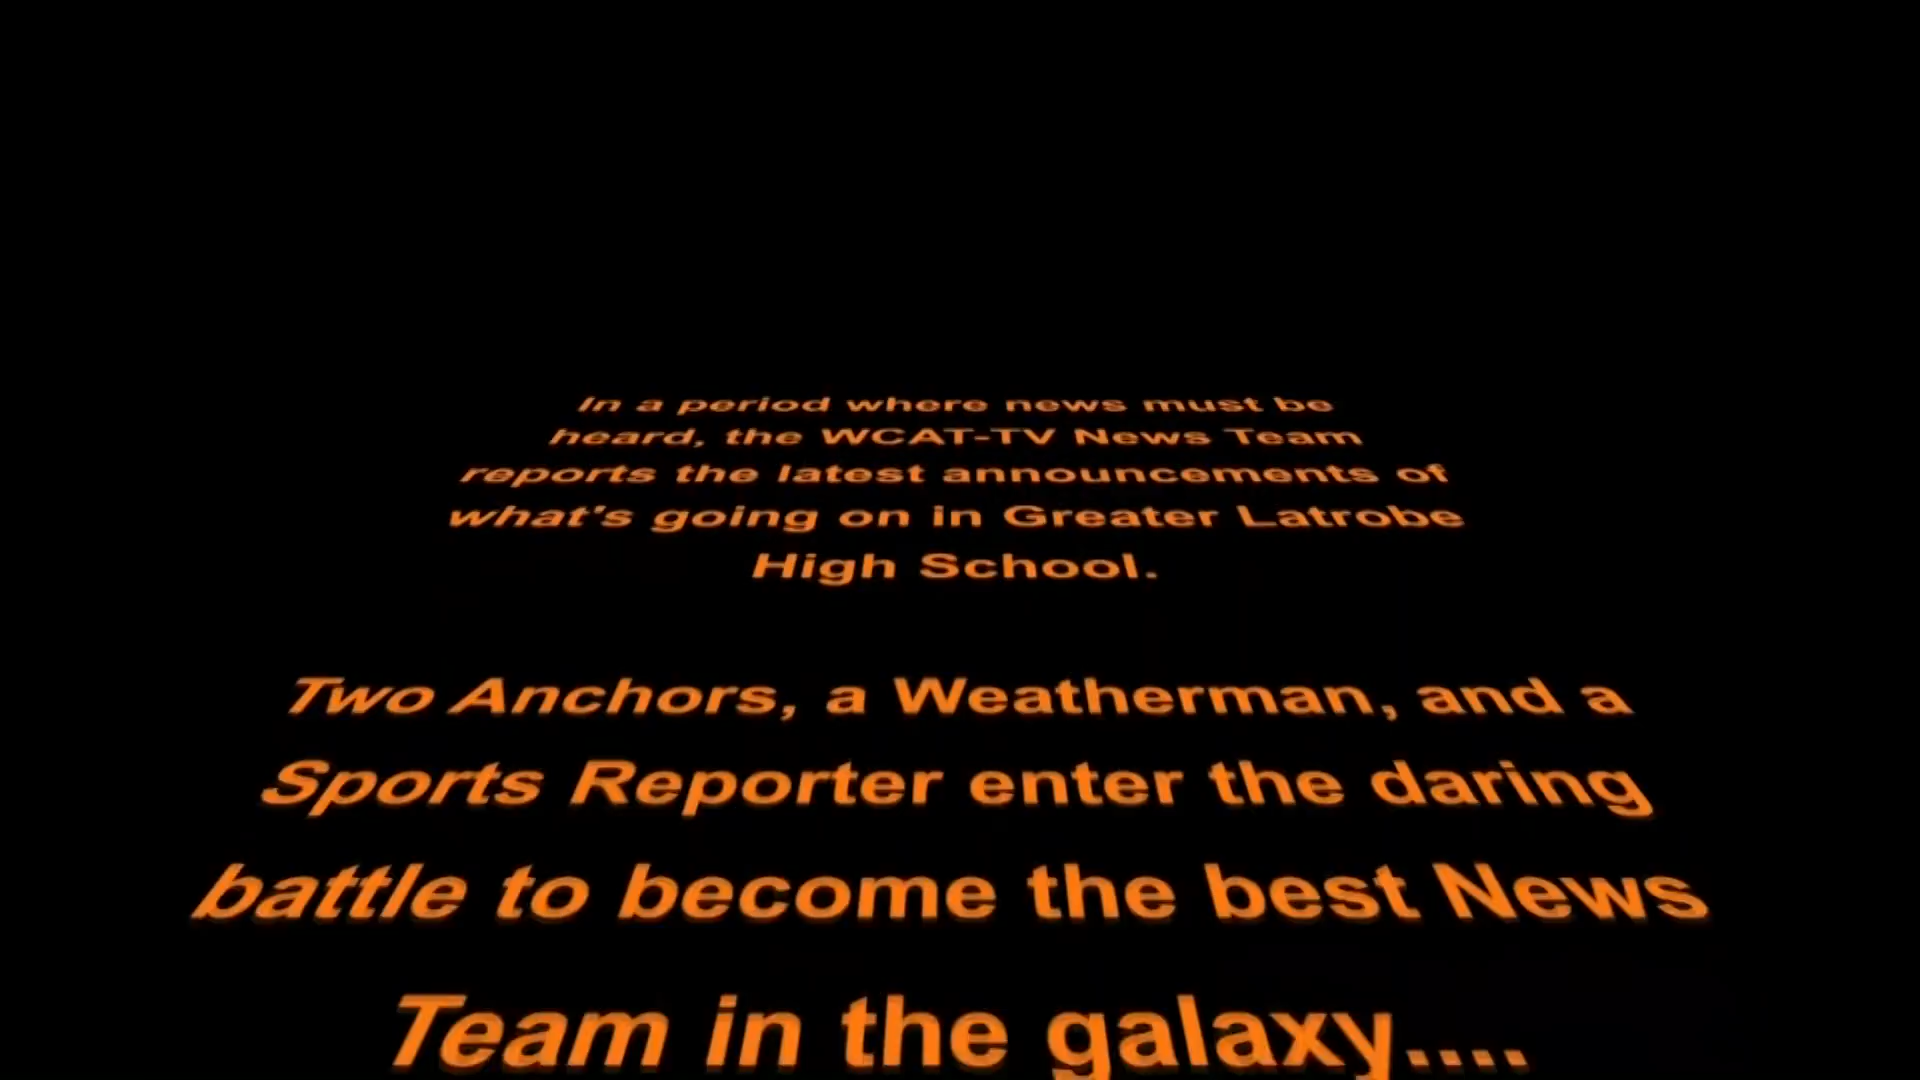 In a period where news must be
heard, the WCAT-TV News Team
reports the latest announcements of
what's going on in Greater Latrobe
High School.
Two Anchors, a Weatherman, and a
Sports Reporter enter the daring
battle to become the best News
Team in the galaxy....